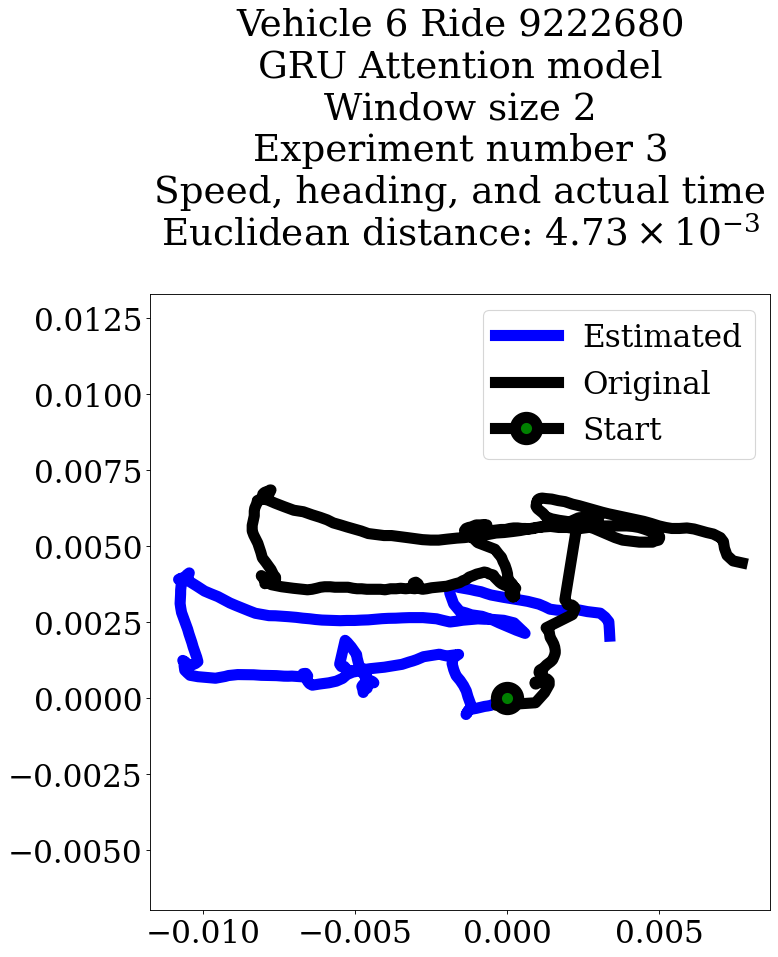 Vehicle 6 Ride 9222680
GRU Attention model
Window size 2
Experiment number 3
Speed, heading, and actual time
Euclidean distance: 4.73 × 10⁻³
Estimated
Original
Start
0.0125
0.0100
0.0075
0.0050
0.0025
0.0000
−0.0025
−0.0050
−0.010 −0.005 0.000 0.005